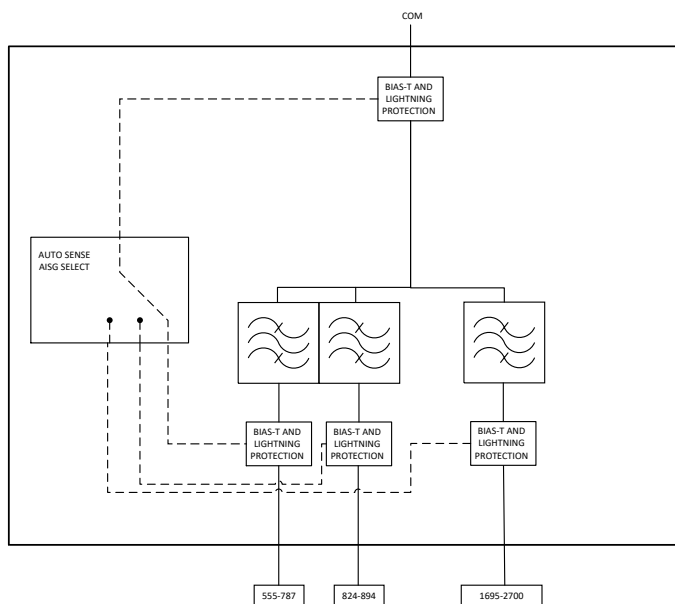 COM
BIAS-T AND
LIGHTNING
PROTECTION
AUTO SENSE
AISG SELECT
BIAS-T AND
LIGHTNING
PROTECTION
BIAS-T AND
LIGHTNING
PROTECTION
BIAS-T AND
LIGHTNING
PROTECTION
555-787
824-894
1695-2700